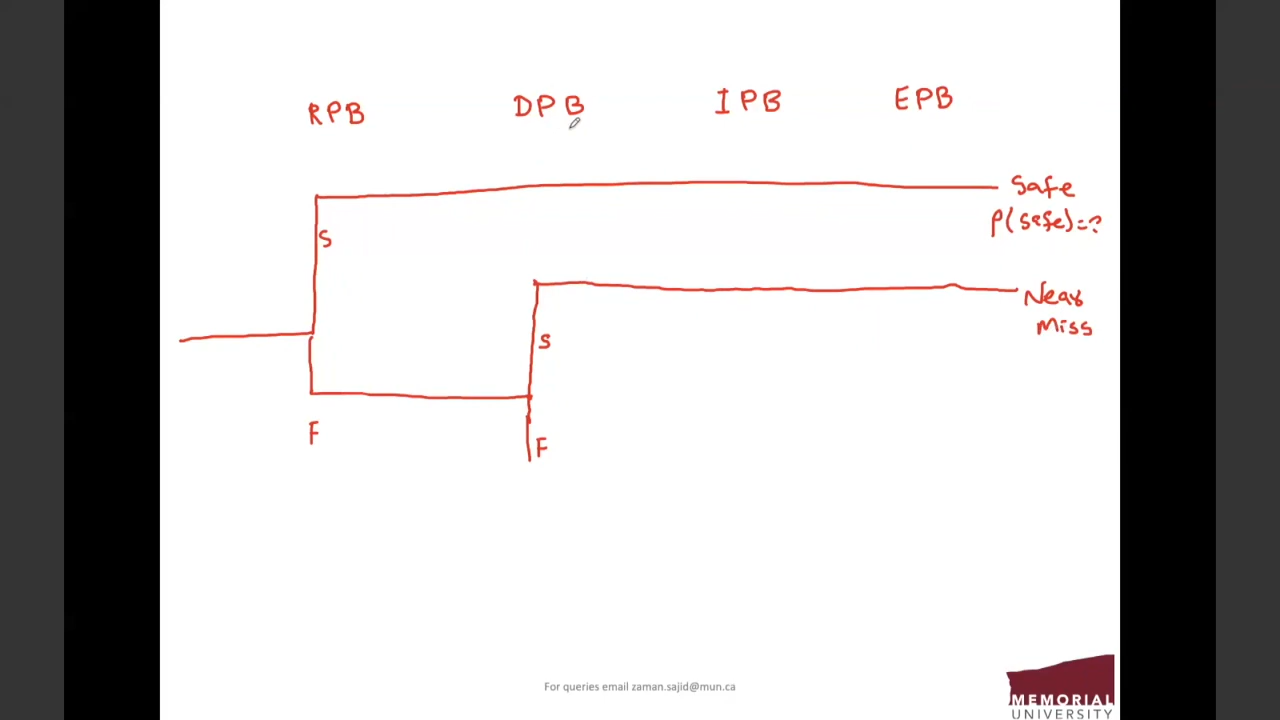 RPB DPB IPB EPB
Safe
P(safe)=?
S
Near
Miss
S
F
F
For queries email zaman.sajid@mun.ca
MEMORIAL
UNIVERSITY